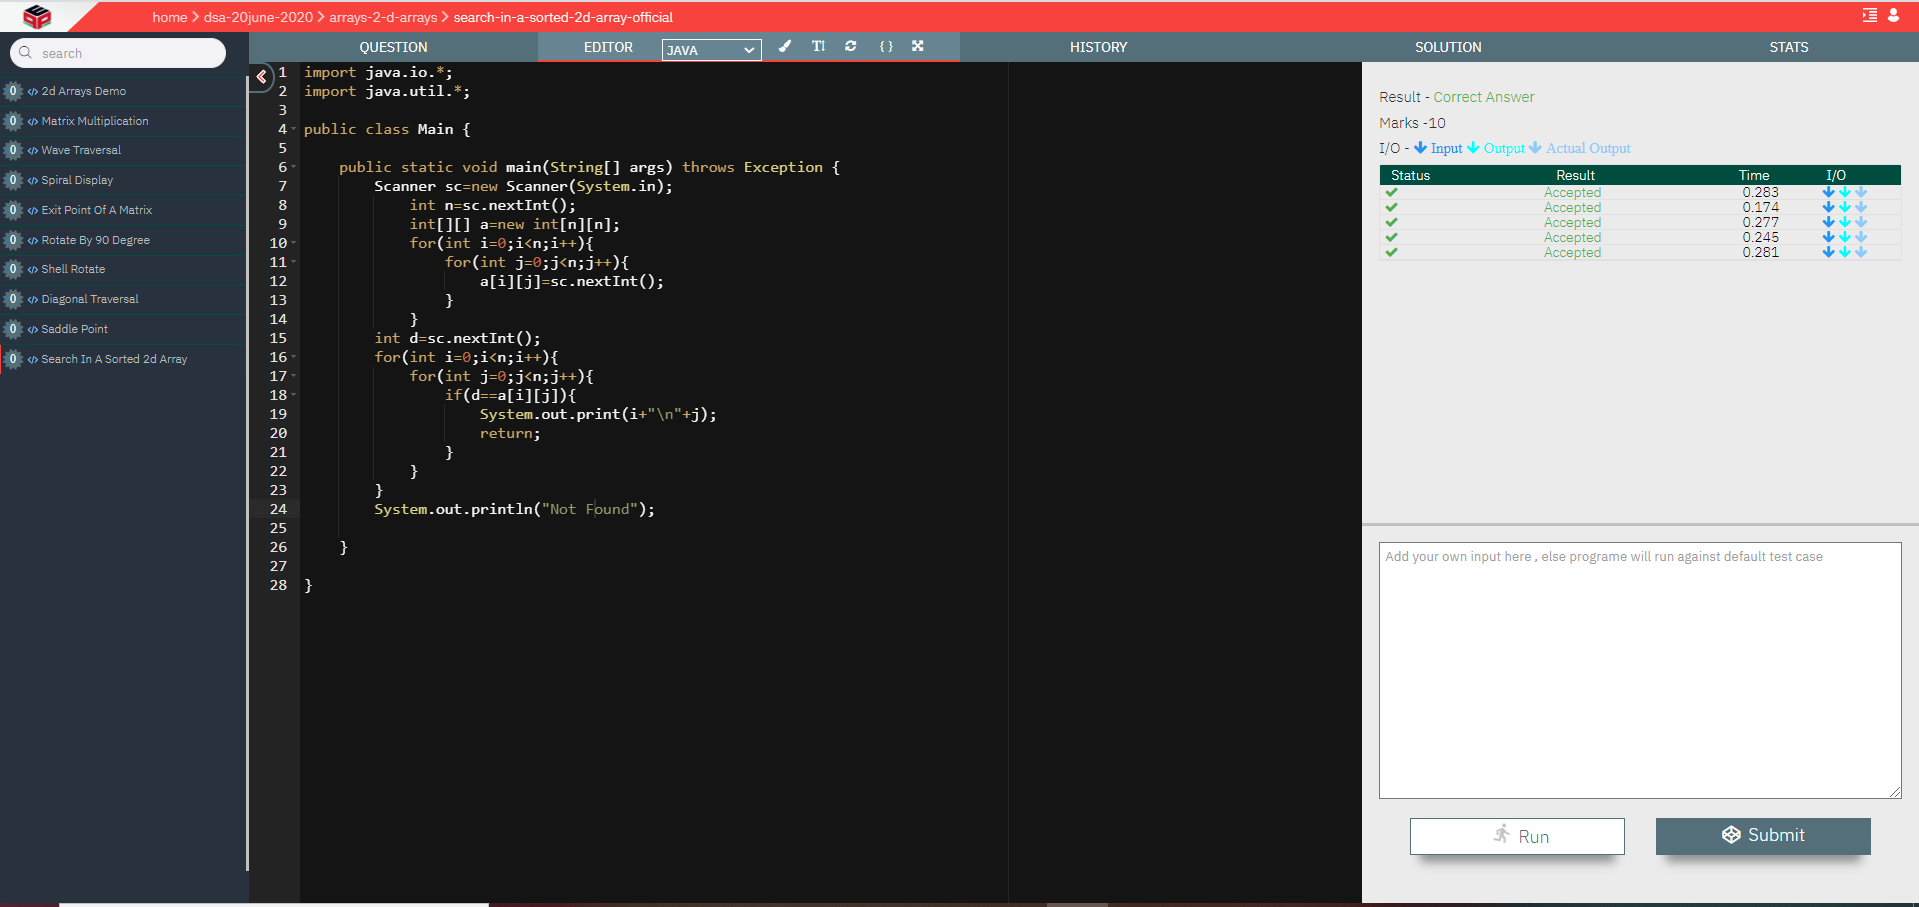 home > dsa-20june-2020 > arrays-2-d-arrays > search-in-a-sorted-2d-array-official
search
QUESTION
EDITOR
JAVA
T!
{ }
HISTORY
SOLUTION
STATS
0 </> 2d Arrays Demo
0 </> Matrix Multiplication
0 </> Wave Traversal
0 </> Spiral Display
0 </> Exit Point Of A Matrix
0 </> Rotate By 90 Degree
0 </> Shell Rotate
0 </> Diagonal Traversal
0 </> Saddle Point
0 </> Search In A Sorted 2d Array
1 import java.io.*;
2 import java.util.*;
3
4 public class Main {
5
6 public static void main(String[] args) throws Exception {
7 Scanner sc=new Scanner(System.in);
8 int n=sc.nextInt();
9 int[][] a=new int[n][n];
10 for(int i=0;i<n;i++){
11 for(int j=0;j<n;j++){
12 a[i][j]=sc.nextInt();
13 }
14 }
15 int d=sc.nextInt();
16 for(int i=0;i<n;i++){
17 for(int j=0;j<n;j++){
18 if(d==a[i][j]){
19 System.out.print(i+"\n"+j);
20 return;
21 }
22 }
23 }
24 System.out.println("Not Found");
25
26 }
27
28 }
Result - Correct Answer
Marks -10
I/O - Input Output Actual Output
Status Result Time I/O
Accepted 0.283
Accepted 0.174
Accepted 0.277
Accepted 0.245
Accepted 0.281
Add your own input here , else programe will run against default test case
Run
Submit